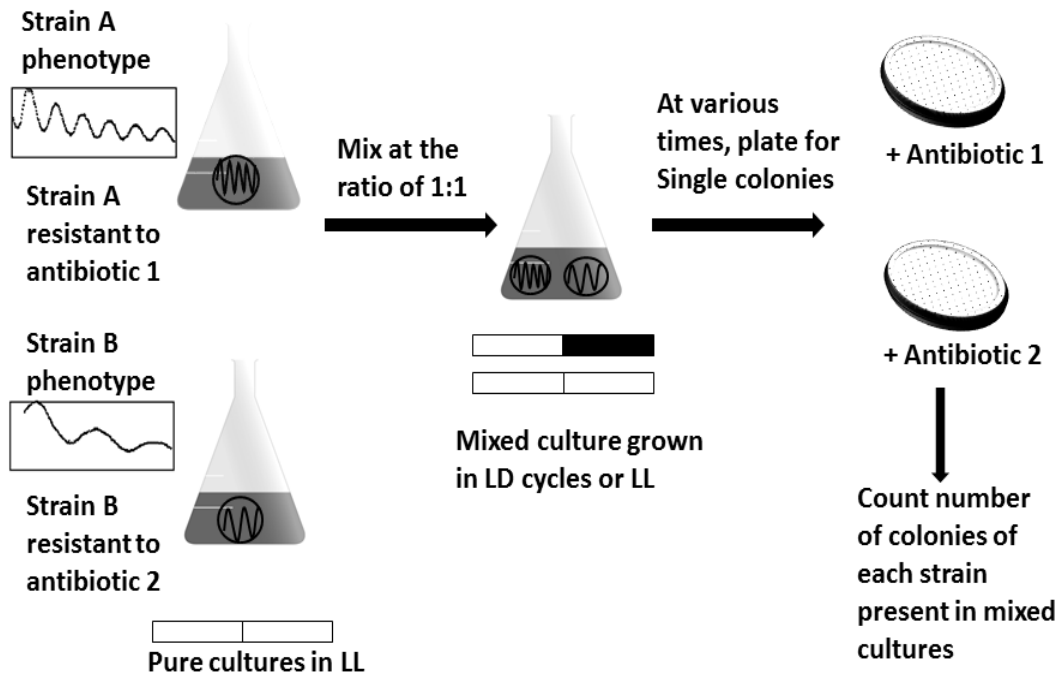 Strain A
phenotype
Strain A
resistant to
antibiotic 1
Strain B
phenotype
Strain B
resistant to
antibiotic 2
Pure cultures in LL
Mix at the
ratio of 1:1
Mixed culture grown
in LD cycles or LL
At various
times, plate for
Single colonies
+ Antibiotic 1
+ Antibiotic 2
Count number
of colonies of
each strain
present in mixed
cultures